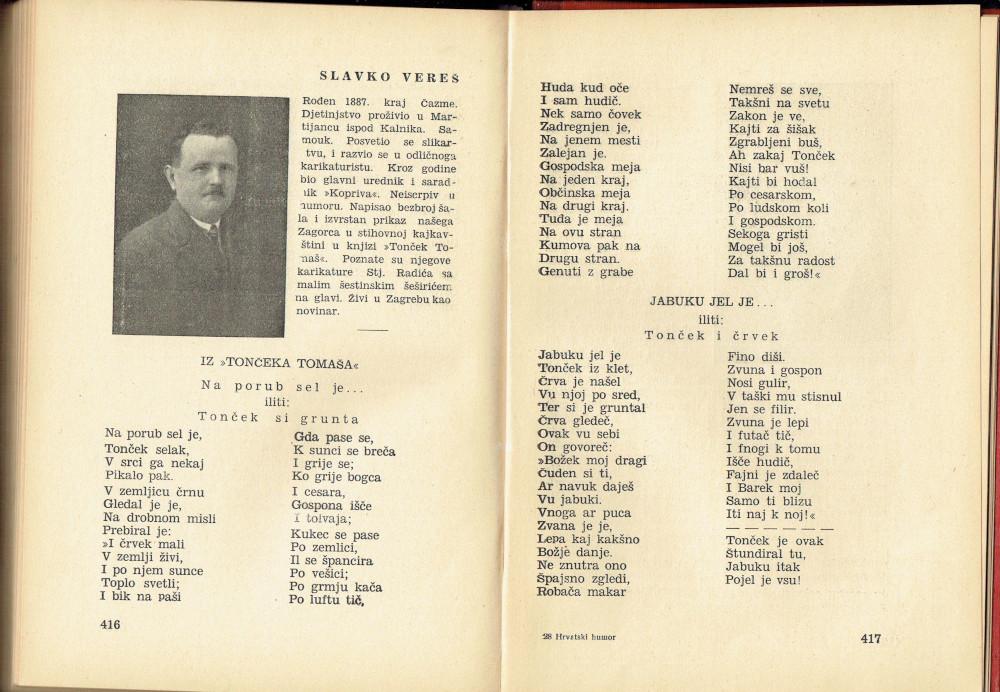 SLAVKO VEREŠ
Rođen 1887. kraj Čazme.
Djetinjstvo proživio u Mar-
tijancu ispod Kalnika. Sa-
mouk. Posvetio se slikar-
tvu, i razvio se u odličnoga
karikaturistu. Kroz godine
bio glavni urednik i sarad-
nik »Kopriva«. Neiscrpiv u
humoru. Napisao bezbroj ša-
la i izvrstan prikaz našega
Zagorca u stihovnoj kajkav-
štini u knjizi »Tonček To-
maš«. Poznate su njegove
karikature Stj. Radića sa
malim šestinskim šeširićem
na glavi. Živi u Zagrebu kao
novinar.
IZ »TONČEKA TOMAŠA«
Na porub sel je...
iliti:
Tonček si grunta
Na porub sel je,
Tonček selak,
V srci ga nekaj
Pikalo pak.
V zemljicu črnu
Gledal je je,
Na drobnom misli
Prebiral je:
»I črvek mali
V zemlji živi,
I po njem sunce
Toplo svetli;
I bik na paši
Gda pase se,
K sunci se breča
I grije se;
Ko grije bogca
I cesara,
Gospona išče
I tolvaja;
Kukec se pase
Po zemlici,
Il se špancira
Po vešici;
Po grmju kača
Po luftu tič,
416
Huda kud oče
I sam hudič.
Nek samo čovek
Zadregnjen je,
Na jenem mesti
Zalejan je.
Gospodska meja
Na jeden kraj,
Občinska meja
Na drugi kraj.
Tuđa je meja
Na ovu stran
Kumova pak na
Drugu stran.
Genuti z grabe
Nemreš se sve,
Takšni na svetu
Zakon je ve,
Kajti za šišak
Zgrabljeni buš,
Ah zakaj Tonček
Nisi bar vuš!
Kajti bi hodal
Po cesarskom,
Po ludskom koli
I gospodskom.
Sekoga gristi
Mogel bi još,
Za takšnu radost
Dal bi i groš!«
JABUKU JEL JE...
iliti:
Tonček i črvek
Jabuku jel je
Tonček iz klet,
Črva je našel
Vu njoj po sred,
Ter si je gruntal
Črva gledeč,
Ovak vu sebi
On govoreč:
»Božek moj dragi
Čuden si ti,
Ar navuk daješ
Vu jabuki.
Vnoga ar puca
Zvana je je,
Lepa kaj kakšno
Božje danje.
Ne znutra ono
Špajsno zgledi,
Robača makar
Fino diši.
Zvuna i gospon
Nosi gulir,
V taški mu stisnul
Jen se filir.
Zvuna je lepi
I futač tič,
I fnogi k tomu
Išče hudič,
Fajni je zdaleč
I Barek moj
Samo ti blizu
Iti naj k noj!«
Tonček je ovak
Štundiral tu,
Jabuku itak
Pojel je vsu!
28 Hrvatski humor
417